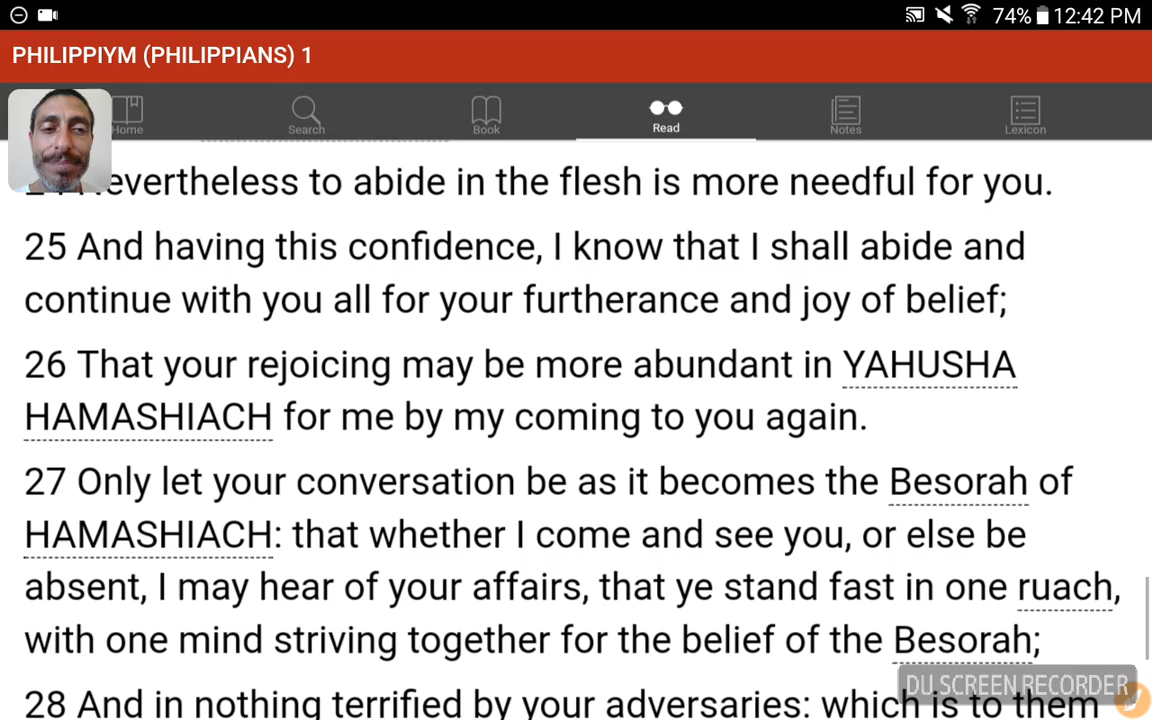 74% 12:42 PM
PHILIPPIYM (PHILIPPIANS) 1
Home Search Book Read Notes Lexicon
evertheless to abide in the flesh is more needful for you.
25 And having this confidence, I know that I shall abide and
continue with you all for your furtherance and joy of belief;
26 That your rejoicing may be more abundant in YAHUSHA
HAMASHIACH for me by my coming to you again.
27 Only let your conversation be as it becomes the Besorah of
HAMASHIACH: that whether I come and see you, or else be
absent, I may hear of your affairs, that ye stand fast in one ruach,
with one mind striving together for the belief of the Besorah;
28 And in nothing terrified by your adversaries: which is to them
DU SCREEN RECORDER